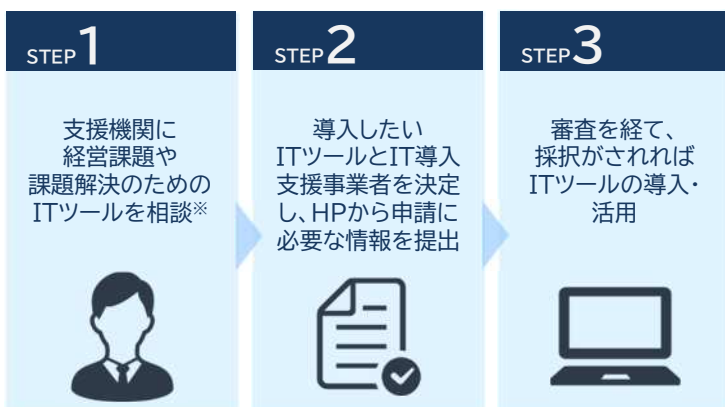 STEP1
支援機関に
経営課題や
課題解決のための
ITツールを相談※
STEP2
導入したい
ITツールとIT導入
支援事業者を決定
し、HPから申請に
必要な情報を提出
STEP3
審査を経て、
採択がされれば
ITツールの導入・
活用